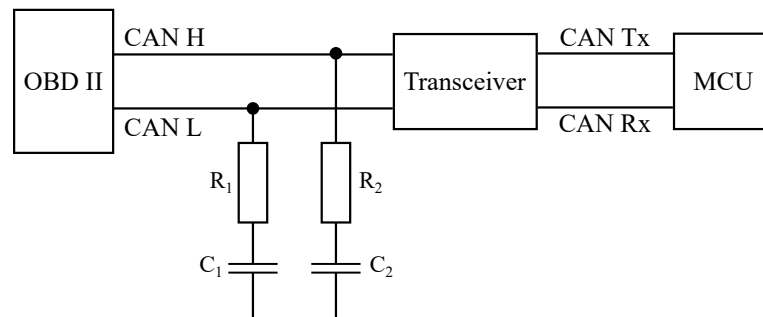 CAN H
CAN Tx
OBD II
Transceiver
MCU
CAN L
CAN Rx
R₁
R₂
C₁
C₂